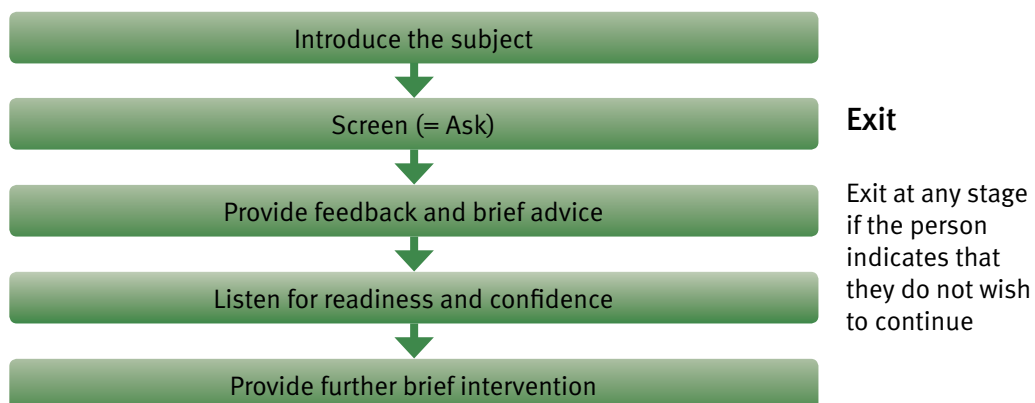 Introduce the subject
Screen (= Ask)
Provide feedback and brief advice
Listen for readiness and confidence
Provide further brief intervention
Exit
Exit at any stage
if the person
indicates that
they do not wish
to continue